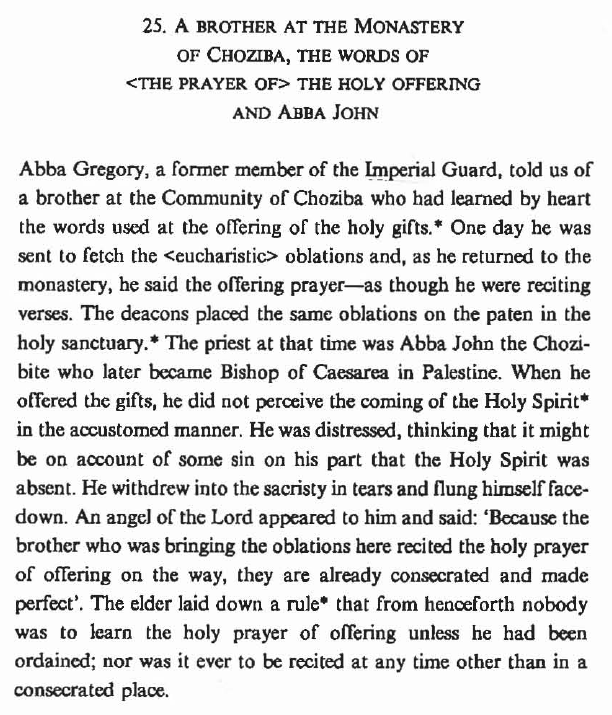 25. A BROTHER AT THE MONASTERY
OF CHOZIBA, THE WORDS OF
<THE PRAYER OF> THE HOLY OFFERING
AND ABBA JOHN
Abba Gregory, a former member of the Imperial Guard, told us of
a brother at the Community of Choziba who had learned by heart
the words used at the offering of the holy gifts.* One day he was
sent to fetch the <eucharistic> oblations and, as he returned to the
monastery, he said the offering prayer—as though he were reciting
verses. The deacons placed the same oblations on the paten in the
holy sanctuary.* The priest at that time was Abba John the Chozi-
bite who later became Bishop of Caesarea in Palestine. When he
offered the gifts, he did not perceive the coming of the Holy Spirit*
in the accustomed manner. He was distressed, thinking that it might
be on account of some sin on his part that the Holy Spirit was
absent. He withdrew into the sacristy in tears and flung himself face-
down. An angel of the Lord appeared to him and said: ‘Because the
brother who was bringing the oblations here recited the holy prayer
of offering on the way, they are already consecrated and made
perfect’. The elder laid down a rule* that from henceforth nobody
was to learn the holy prayer of offering unless he had been
ordained; nor was it ever to be recited at any time other than in a
consecrated place.